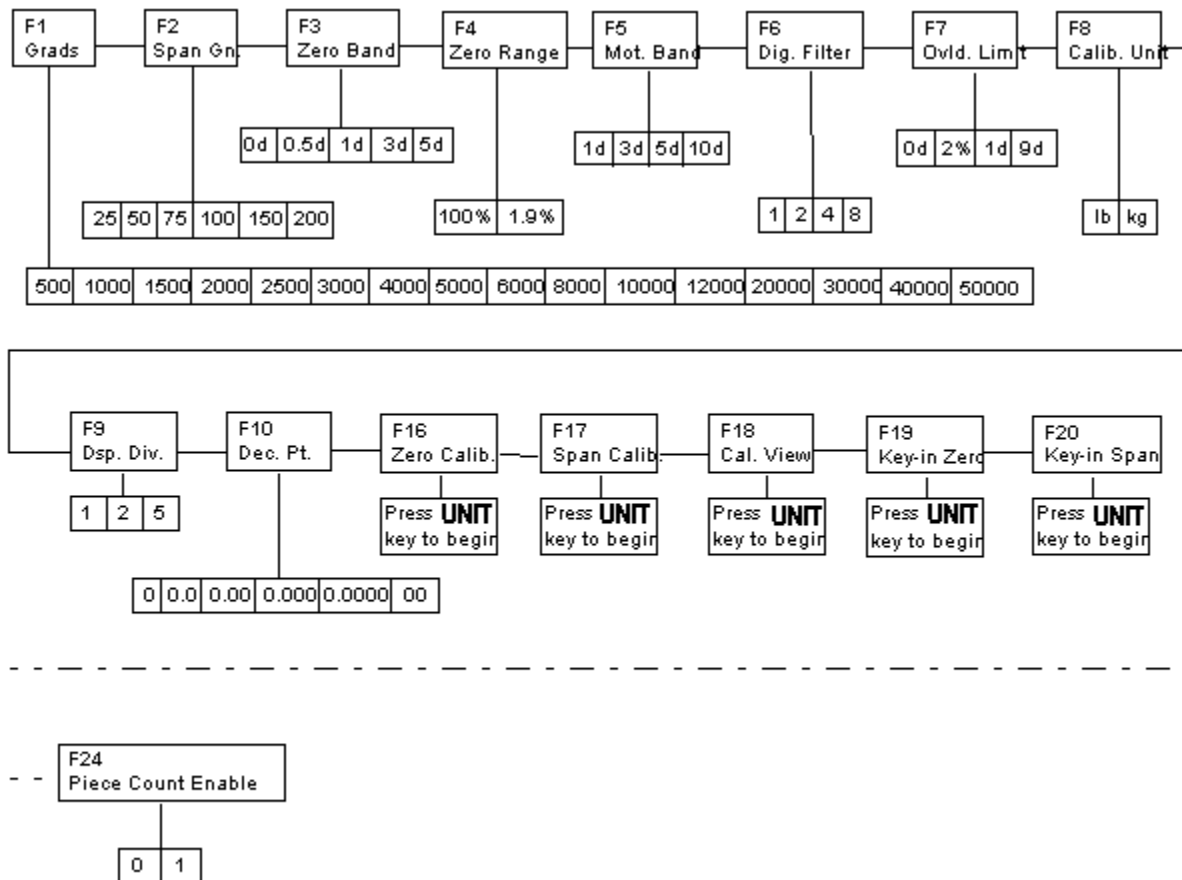 F1
Grads
F2
Span Gn.
F3
Zero Band
F4
Zero Range
F5
Mot. Band
F6
Dig. Filter
F7
Ovld. Limit
F8
Calib. Unit
0d 0.5d 1d 3d 5d
1d 3d 5d 10d
0d 2% 1d 9d
25 50 75 100 150 200
100% 1.9%
1 2 4 8
lb kg
500 1000 1500 2000 2500 3000 4000 5000 6000 8000 10000 12000 20000 30000 40000 50000
F9
Dsp. Div.
F10
Dec. Pt.
F16
Zero Calib.
F17
Span Calib.
F18
Cal. View
F19
Key-in Zero
F20
Key-in Span
1 2 5
Press UNIT
key to begin
Press UNIT
key to begin
Press UNIT
key to begin
Press UNIT
key to begin
Press UNIT
key to begin
0 0.0 0.00 0.000 0.0000 00
F24
Piece Count Enable
0 1